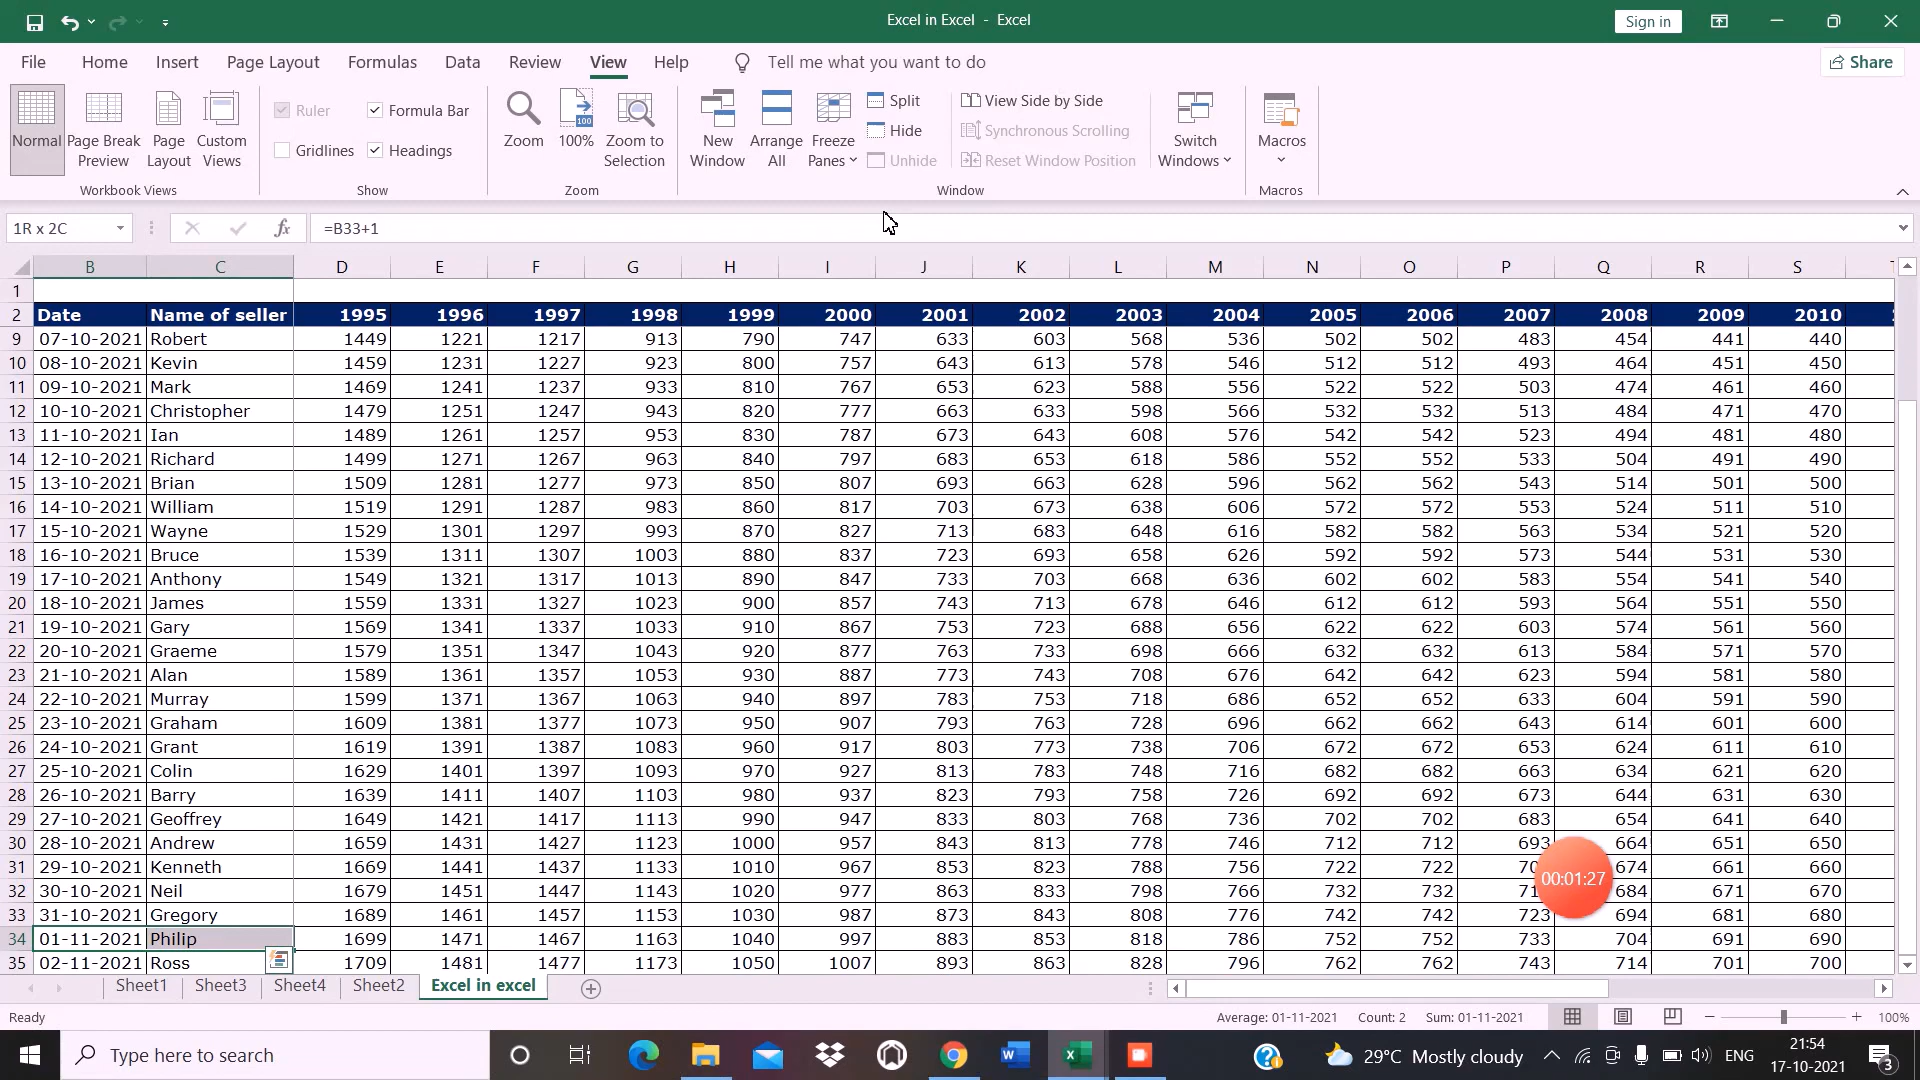 Excel in Excel - Excel
Sign in
File Home Insert Page Layout Formulas Data Review View Help Tell me what you want to do Share
Normal Page Break Preview Page Layout Custom Views
Workbook Views
Ruler Formula Bar
Gridlines Headings
Show
Zoom 100% Zoom to Selection
100
Zoom
New Window Arrange All Freeze Panes
Split
Hide
Unhide
View Side by Side
Synchronous Scrolling
Reset Window Position
Switch Windows
Window
Macros
Macros
1R x 2C fx =B33+1
B C D E F G H I J K L M N O P Q R S
1
2 Date Name of seller 1995 1996 1997 1998 1999 2000 2001 2002 2003 2004 2005 2006 2007 2008 2009 2010
9 07-10-2021 Robert 1449 1221 1217 913 790 747 633 603 568 536 502 502 483 454 441 440
10 08-10-2021 Kevin 1459 1231 1227 923 800 757 643 613 578 546 512 512 493 464 451 450
11 09-10-2021 Mark 1469 1241 1237 933 810 767 653 623 588 556 522 522 503 474 461 460
12 10-10-2021 Christopher 1479 1251 1247 943 820 777 663 633 598 566 532 532 513 484 471 470
13 11-10-2021 Ian 1489 1261 1257 953 830 787 673 643 608 576 542 542 523 494 481 480
14 12-10-2021 Richard 1499 1271 1267 963 840 797 683 653 618 586 552 552 533 504 491 490
15 13-10-2021 Brian 1509 1281 1277 973 850 807 693 663 628 596 562 562 543 514 501 500
16 14-10-2021 William 1519 1291 1287 983 860 817 703 673 638 606 572 572 553 524 511 510
17 15-10-2021 Wayne 1529 1301 1297 993 870 827 713 683 648 616 582 582 563 534 521 520
18 16-10-2021 Bruce 1539 1311 1307 1003 880 837 723 693 658 626 592 592 573 544 531 530
19 17-10-2021 Anthony 1549 1321 1317 1013 890 847 733 703 668 636 602 602 583 554 541 540
20 18-10-2021 James 1559 1331 1327 1023 900 857 743 713 678 646 612 612 593 564 551 550
21 19-10-2021 Gary 1569 1341 1337 1033 910 867 753 723 688 656 622 622 603 574 561 560
22 20-10-2021 Graeme 1579 1351 1347 1043 920 877 763 733 698 666 632 632 613 584 571 570
23 21-10-2021 Alan 1589 1361 1357 1053 930 887 773 743 708 676 642 642 623 594 581 580
24 22-10-2021 Murray 1599 1371 1367 1063 940 897 783 753 718 686 652 652 633 604 591 590
25 23-10-2021 Graham 1609 1381 1377 1073 950 907 793 763 728 696 662 662 643 614 601 600
26 24-10-2021 Grant 1619 1391 1387 1083 960 917 803 773 738 706 672 672 653 624 611 610
27 25-10-2021 Colin 1629 1401 1397 1093 970 927 813 783 748 716 682 682 663 634 621 620
28 26-10-2021 Barry 1639 1411 1407 1103 980 937 823 793 758 726 692 692 673 644 631 630
29 27-10-2021 Geoffrey 1649 1421 1417 1113 990 947 833 803 768 736 702 702 683 654 641 640
30 28-10-2021 Andrew 1659 1431 1427 1123 1000 957 843 813 778 746 712 712 693 664 651 650
31 29-10-2021 Kenneth 1669 1441 1437 1133 1010 967 853 823 788 756 722 722 674 661 660
32 30-10-2021 Neil 1679 1451 1447 1143 1020 977 863 833 798 766 732 732 684 671 670
33 31-10-2021 Gregory 1689 1461 1457 1153 1030 987 873 843 808 776 742 742 723 694 681 680
34 01-11-2021 Philip 1699 1471 1467 1163 1040 997 883 853 818 786 752 752 733 704 691 690
35 02-11-2021 Ross 1709 1481 1477 1173 1050 1007 893 863 828 796 762 762 743 714 701 700
00:01:27
Sheet1 Sheet3 Sheet4 Sheet2 Excel in excel
Ready Average: 01-11-2021 Count: 2 Sum: 01-11-2021 100%
Type here to search 29°C Mostly cloudy ENG 21:54
17-10-2021 3